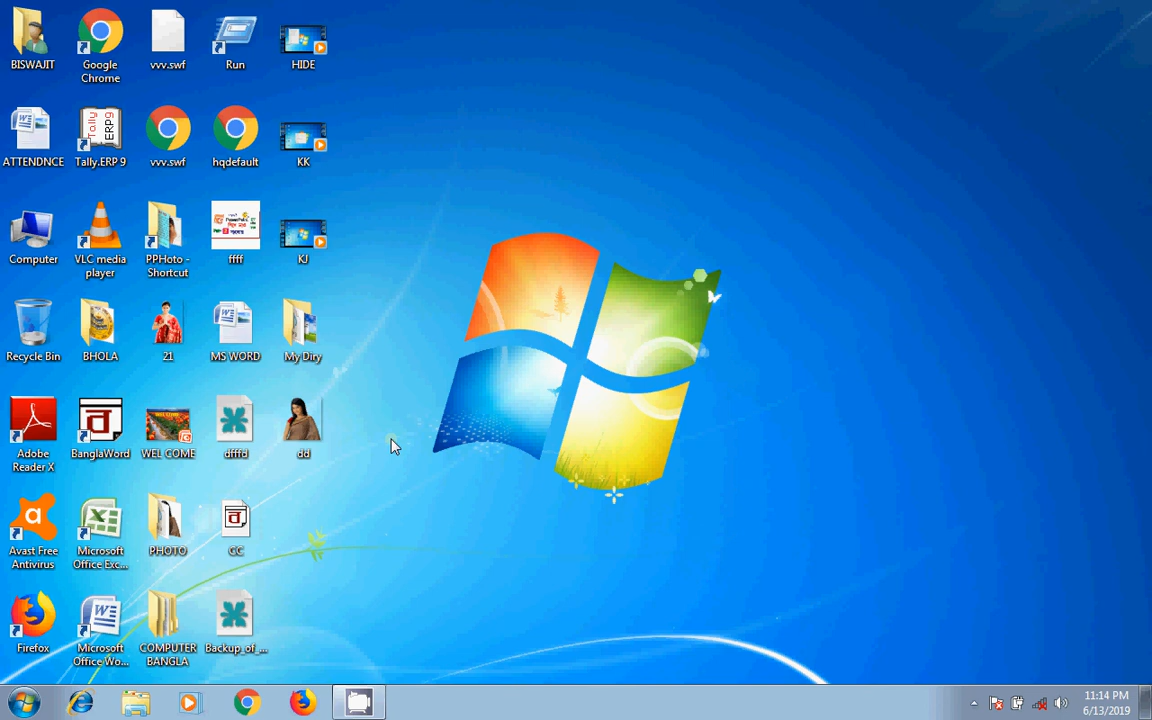 BISWAJIT
Google
Chrome
vvv.swf
Run
HIDE
ATTENDNCE
Tally.ERP 9
vvv.swf
hqdefault
KK
Computer
VLC media
player
PPHoto -
Shortcut
ffff
KJ
Recycle Bin
BHOLA
21
MS WORD
My Diry
Adobe
Reader X
BanglaWord
WEL COME
dfffd
dd
Avast Free
Antivirus
Microsoft
Office Exc...
PHOTO
CC
Firefox
Microsoft
Office Wo...
COMPUTER
BANGLA
Backup_of_...
11:14 PM
6/13/2019